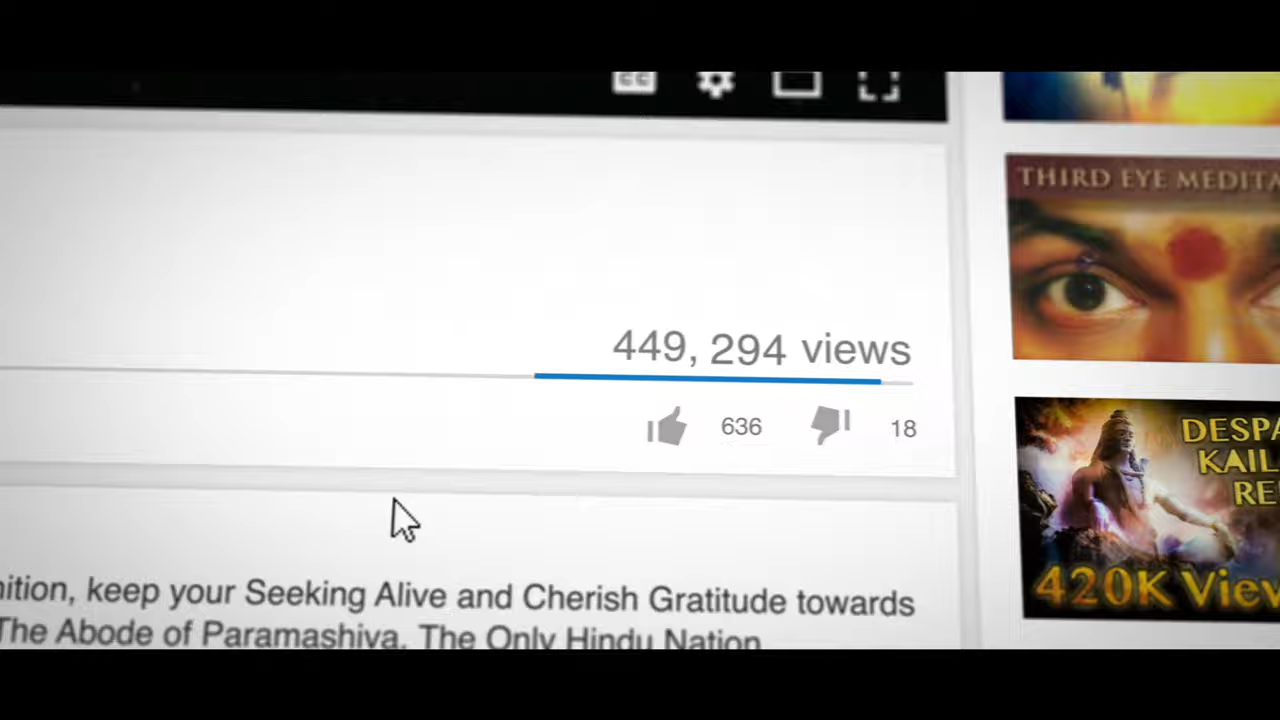 CC
THIRD EYE MEDITA
449, 294 views
636
18
DESPA
KAIL
RE
420K View
nition, keep your Seeking Alive and Cherish Gratitude towards
The Abode of Paramashiva, The Only Hindu Nation